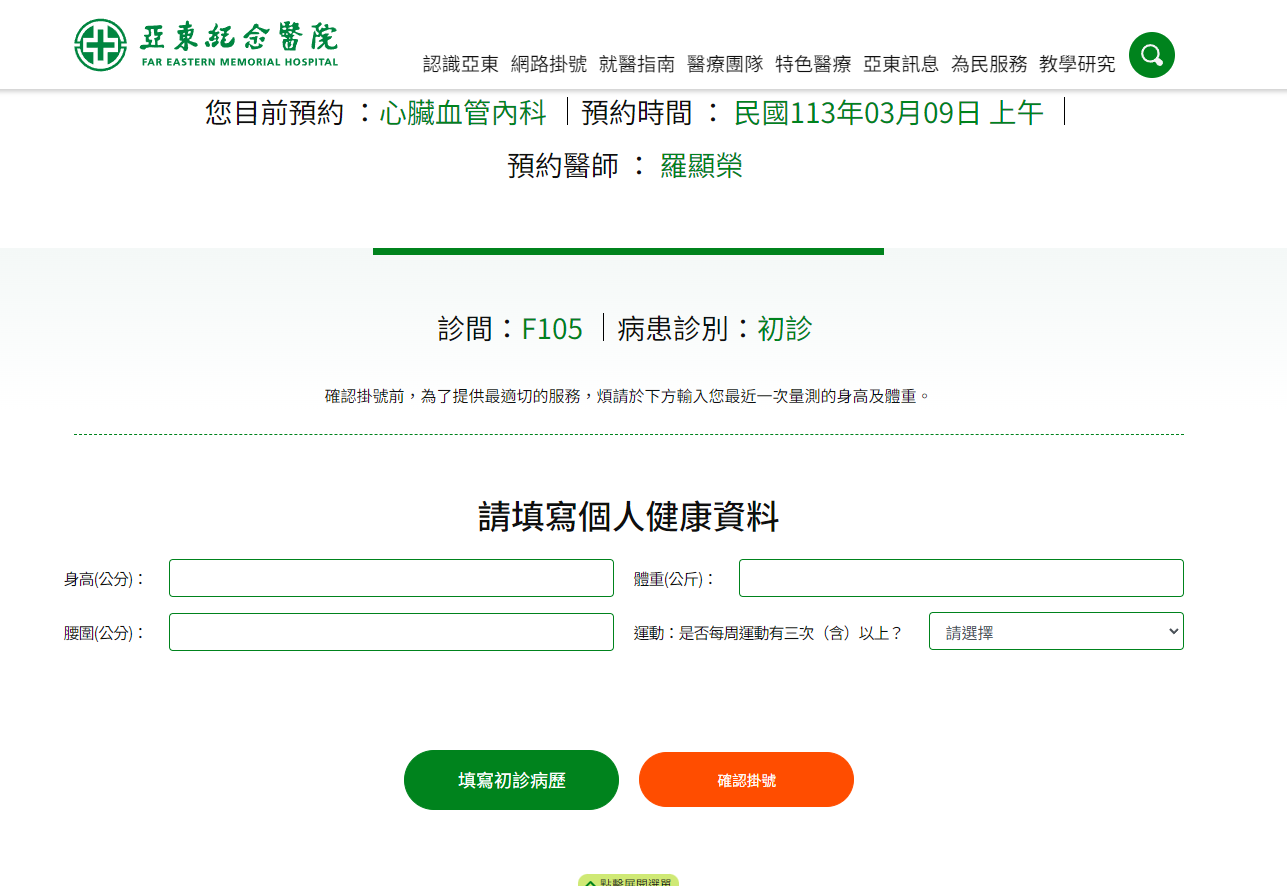 亞東紀念醫院
FAR EASTERN MEMORIAL HOSPITAL
認識亞東 網路掛號 就醫指南 醫療團隊 特色醫療 亞東訊息 為民服務 教學研究
您目前預約 ：心臟血管內科 │預約時間 ： 民國113年03月09日 上午 │
預約醫師 ： 羅顯榮
診間：F105 │病患診別：初診
確認掛號前，為了提供最適切的服務，煩請於下方輸入您最近一次量測的身高及體重。
請填寫個人健康資料
身高(公分)： 體重(公斤)：
腰圍(公分)： 運動：是否每周運動有三次（含）以上？ 請選擇
填寫初診病歷 確認掛號
點擊展開選單